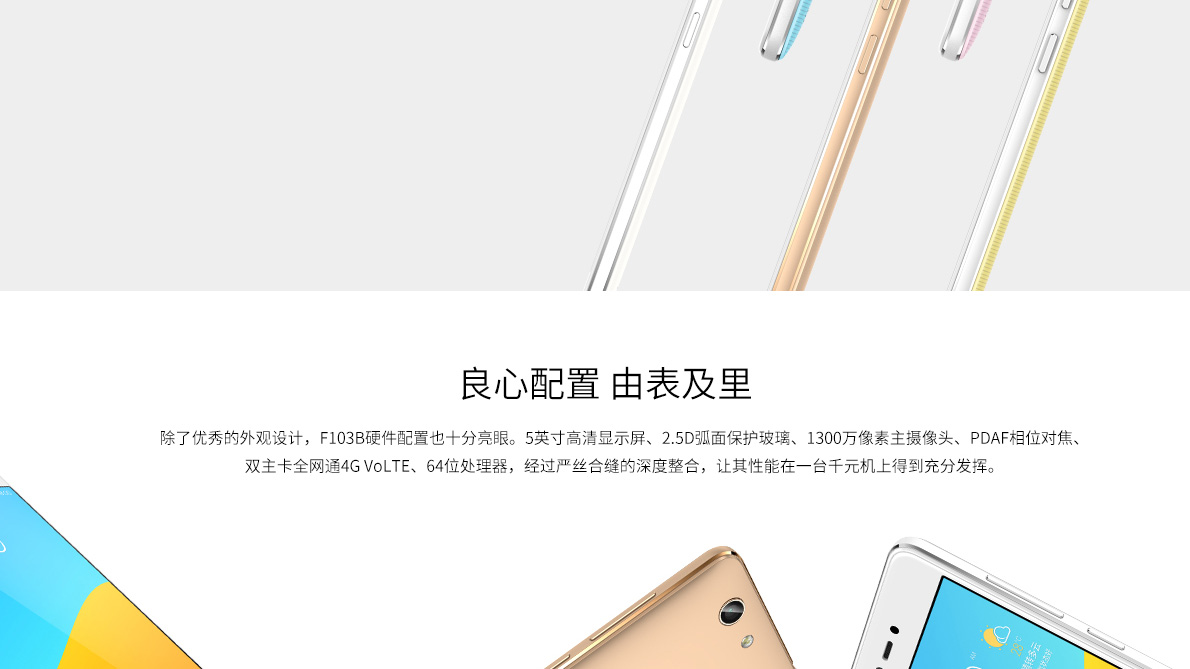 良心配置 由表及里
除了优秀的外观设计，F103B硬件配置也十分亮眼。5英寸高清显示屏、2.5D弧面保护玻璃、1300万像素主摄像头、PDAF相位对焦、
双主卡全网通4G VoLTE、64位处理器，经过严丝合缝的深度整合，让其性能在一台千元机上得到充分发挥。